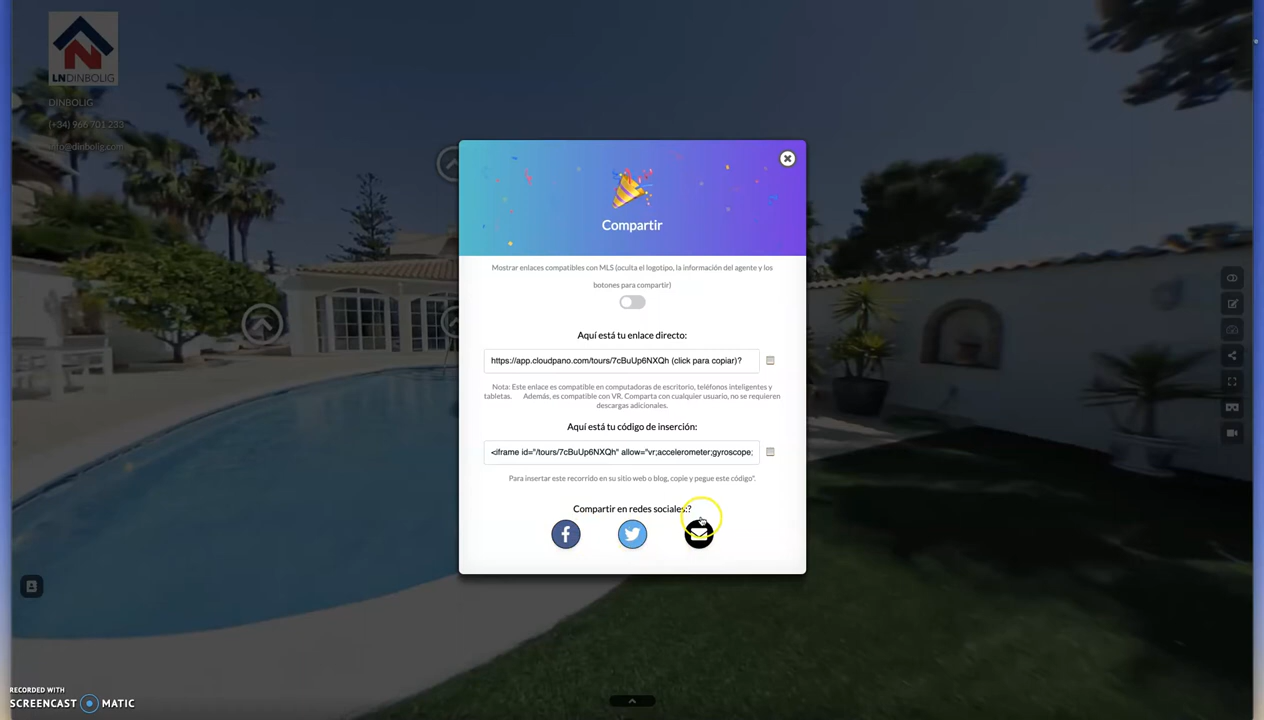 LNDINBOLIG
DINBOLIG
(+34) 966 701 233
info@dinbolig.com
Compartir
Mostrar enlaces compatibles con MLS (oculta el logotipo, la información del agente y los
botones para compartir)
Aquí está tu enlace directo:
https://app.cloudpano.com/tours/7cBuUp6NXQh (click para copiar)?
Nota: Este enlace es compatible en computadoras de escritorio, teléfonos inteligentes y
tabletas. Además, es compatible con VR. Comparta con cualquier usuario, no se requieren
descargas adicionales.
Aquí está tu código de inserción:
<iframe id="/tours/7cBuUp6NXQh" allow="vr;accelerometer;gyroscope;
Para insertar este recorrido en su sitio web o blog, copie y pegue este código".
Compartir en redes sociales:?
RECORDED WITH
SCREENCAST MATIC